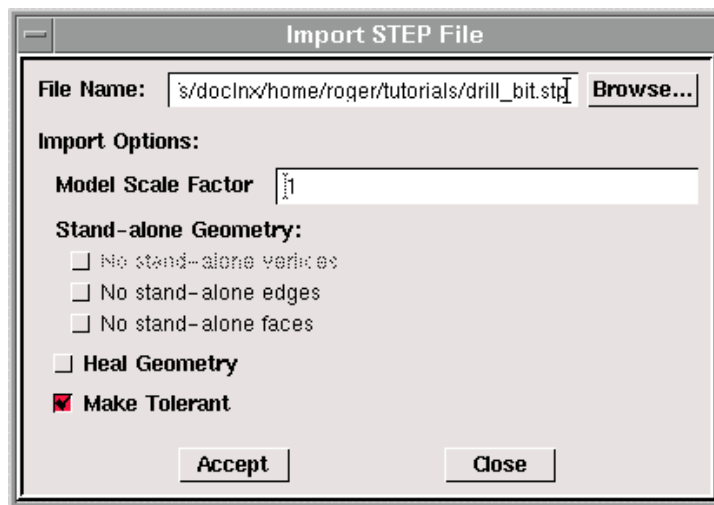 Import STEP File
File Name: s/doclnx/home/roger/tutorials/drill_bit.stp Browse...
Import Options:
Model Scale Factor 1
Stand-alone Geometry:
No stand-alone vertices
No stand-alone edges
No stand-alone faces
Heal Geometry
Make Tolerant
Accept Close